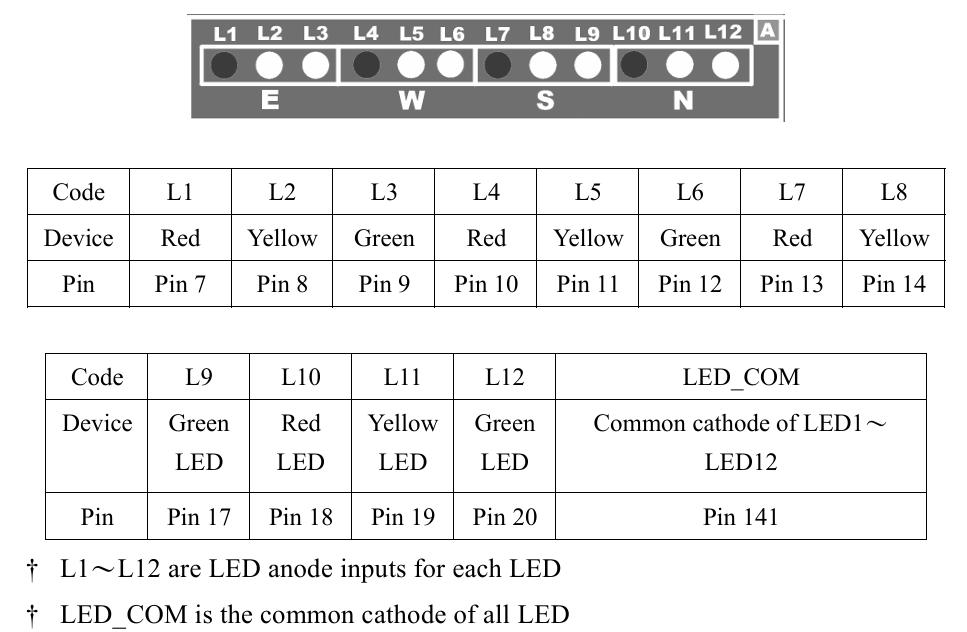 L1 L2 L3 L4 L5 L6 L7 L8 L9 L10 L11 L12 A
E W S N
Code L1 L2 L3 L4 L5 L6 L7 L8
Device Red Yellow Green Red Yellow Green Red Yellow
Pin Pin 7 Pin 8 Pin 9 Pin 10 Pin 11 Pin 12 Pin 13 Pin 14
Code L9 L10 L11 L12 LED_COM
Device Green Red Yellow Green Common cathode of LED1～
LED LED LED LED LED12
Pin Pin 17 Pin 18 Pin 19 Pin 20 Pin 141
† L1～L12 are LED anode inputs for each LED
† LED_COM is the common cathode of all LED